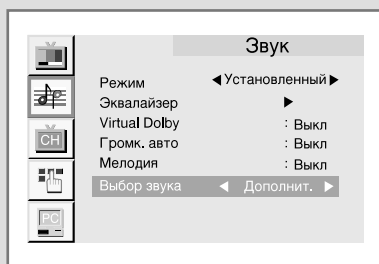 Звук
Режим ◀ Установленный ▶
Эквалайзер ▶
Virtual Dolby : Выкл
Громк. авто : Выкл
CH
Мелодия : Выкл
Выбор звука ◀ Дополнит. ▶
PC